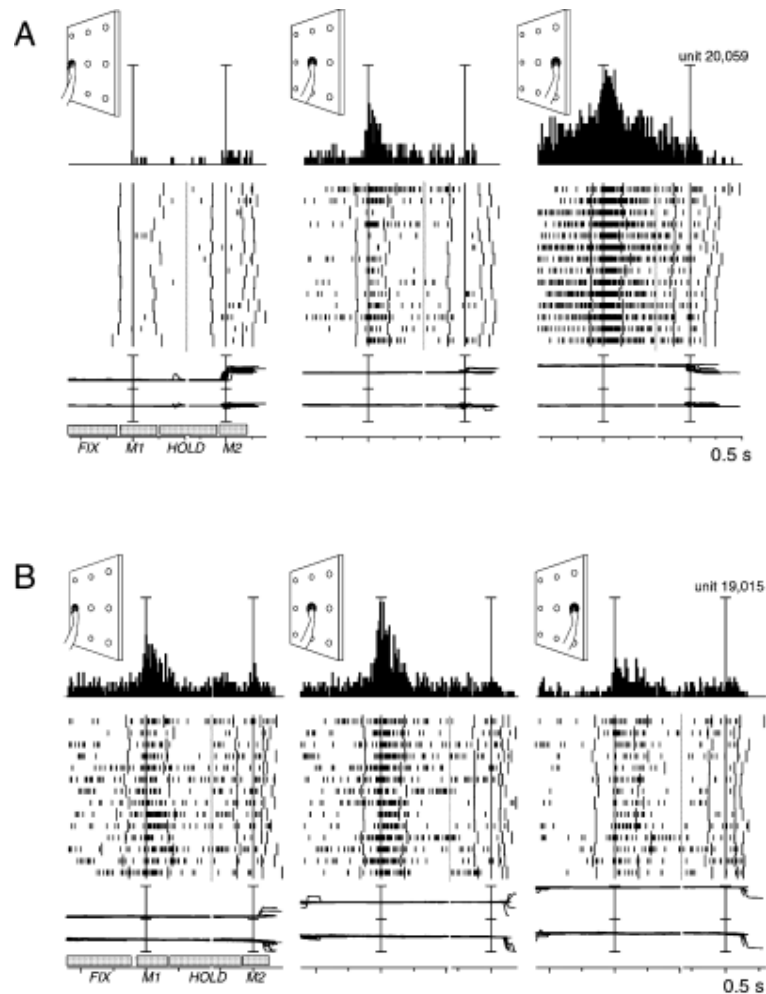 A
unit 20,059
FIX M1 HOLD M2
0.5 s
B
unit 19,015
FIX M1 HOLD M2
0.5 s